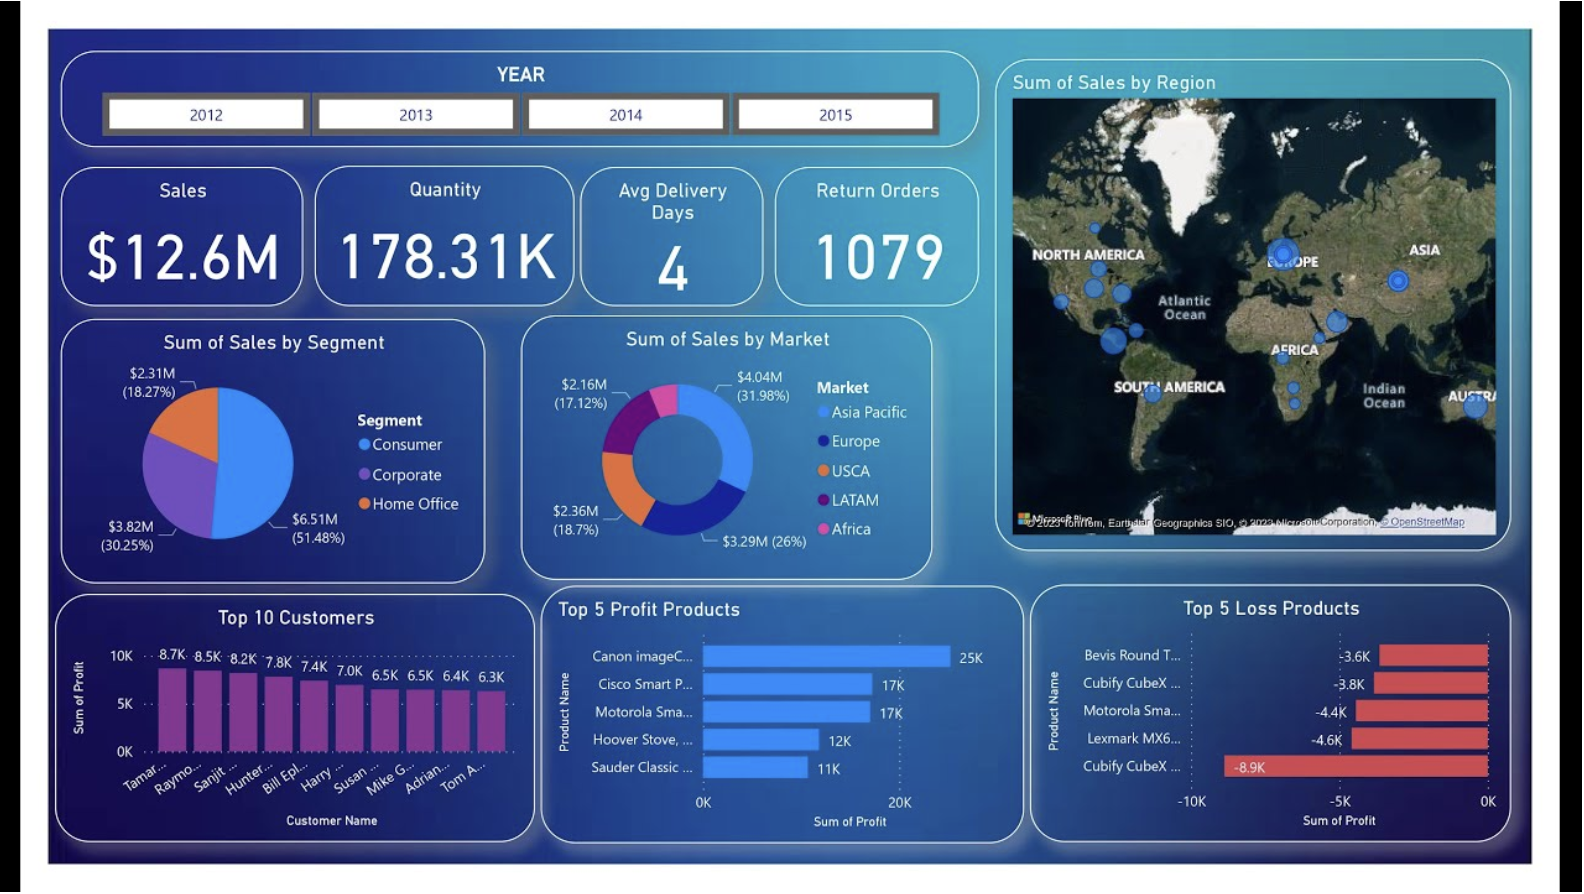 YEAR
2012
2013
2014
2015
Sales
$12.6M
Quantity
178.31K
Avg Delivery
Days
4
Return Orders
1079
Sum of Sales by Region
NORTH AMERICA
EUROPE
ASIA
Atlantic
Ocean
AFRICA
SOUTH AMERICA
Indian
Ocean
AUSTRA
Microsoft Bing
© 2023 TomTom, Earthstar Geographics SIO, © 2023 Microsoft Corporation, © OpenStreetMap
Sum of Sales by Segment
$2.31M
(18.27%)
$3.82M
(30.25%)
$6.51M
(51.48%)
Segment
Consumer
Corporate
Home Office
Sum of Sales by Market
$2.16M
(17.12%)
$4.04M
(31.98%)
$2.36M
(18.7%)
$3.29M (26%)
Market
Asia Pacific
Europe
USCA
LATAM
Africa
Top 10 Customers
Sum of Profit
10K
5K
0K
8.7K
8.5K
8.2K
7.8K
7.4K
7.0K
6.5K
6.5K
6.4K
6.3K
Tamar...
Raymo...
Sanjit ...
Hunter...
Bill Epl...
Harry ...
Susan ...
Mike G...
Adrian...
Tom A...
Customer Name
Top 5 Profit Products
Product Name
Canon imageC... 25K
Cisco Smart P... 17K
Motorola Sma... 17K
Hoover Stove, ... 12K
Sauder Classic ... 11K
0K 20K
Sum of Profit
Top 5 Loss Products
Product Name
Bevis Round T... -3.6K
Cubify CubeX ... -3.8K
Motorola Sma... -4.4K
Lexmark MX6... -4.6K
Cubify CubeX ... -8.9K
-10K -5K 0K
Sum of Profit